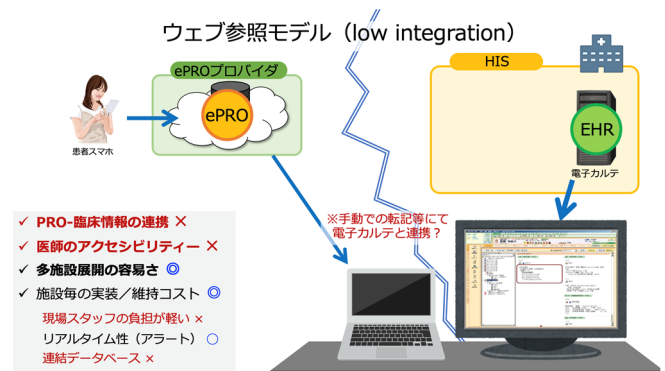 ウェブ参照モデル（low integration）
ePROプロバイダ
ePRO
患者スマホ
HIS
EHR
電子カルテ
※手動での転記等にて
電子カルテと連携？
✓ PRO-臨床情報の連携 ×
✓ 医師のアクセシビリティー ×
✓ 多施設展開の容易さ ◎
✓ 施設毎の実装／維持コスト ◎
現場スタッフの負担が軽い ×
リアルタイム性（アラート） ○
連結データベース ×